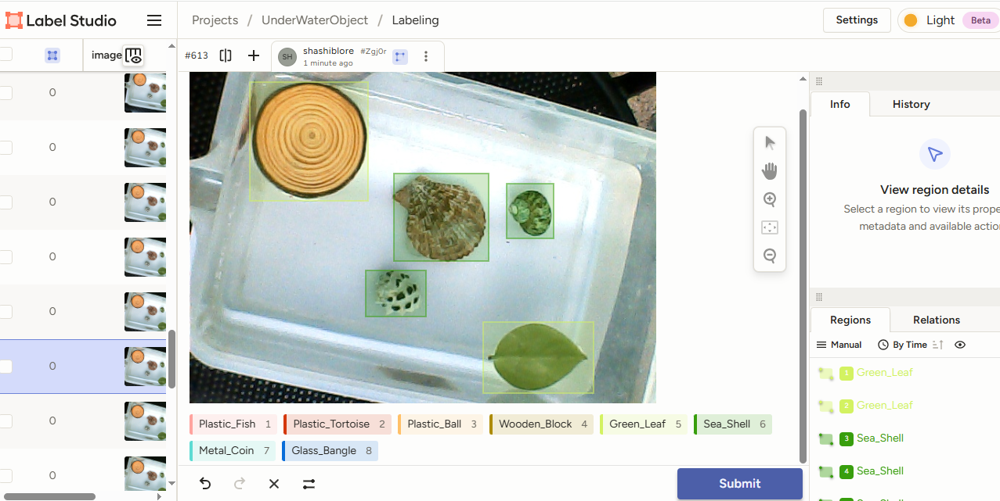 Label Studio
Projects / UnderWaterObject / Labeling
Settings
Light Beta
image
#613
SH
shashiblore #Zgj0r
1 minute ago
0
0
0
0
0
0
0
0
Info History
View region details
Select a region to view its prope
metadata and available action
Regions Relations
Manual By Time
1 Green_Leaf
2 Green_Leaf
3 Sea_Shell
4 Sea_Shell
Plastic_Fish 1 Plastic_Tortoise 2 Plastic_Ball 3 Wooden_Block 4 Green_Leaf 5 Sea_Shell 6
Metal_Coin 7 Glass_Bangle 8
Submit